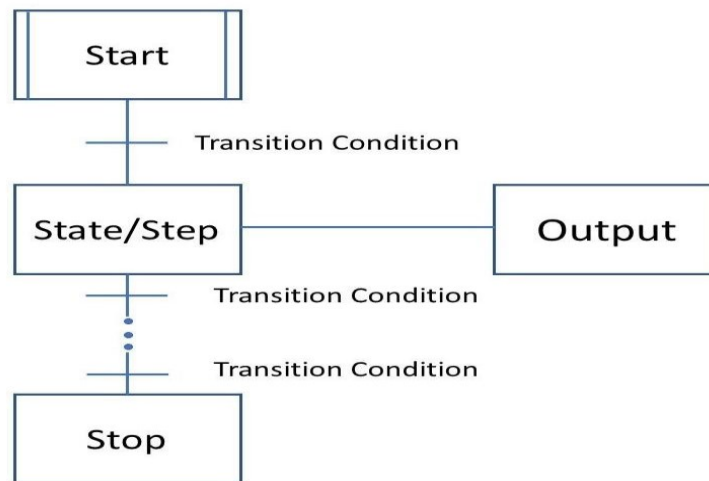 Start
Transition Condition
State/Step
Output
Transition Condition
Transition Condition
Stop